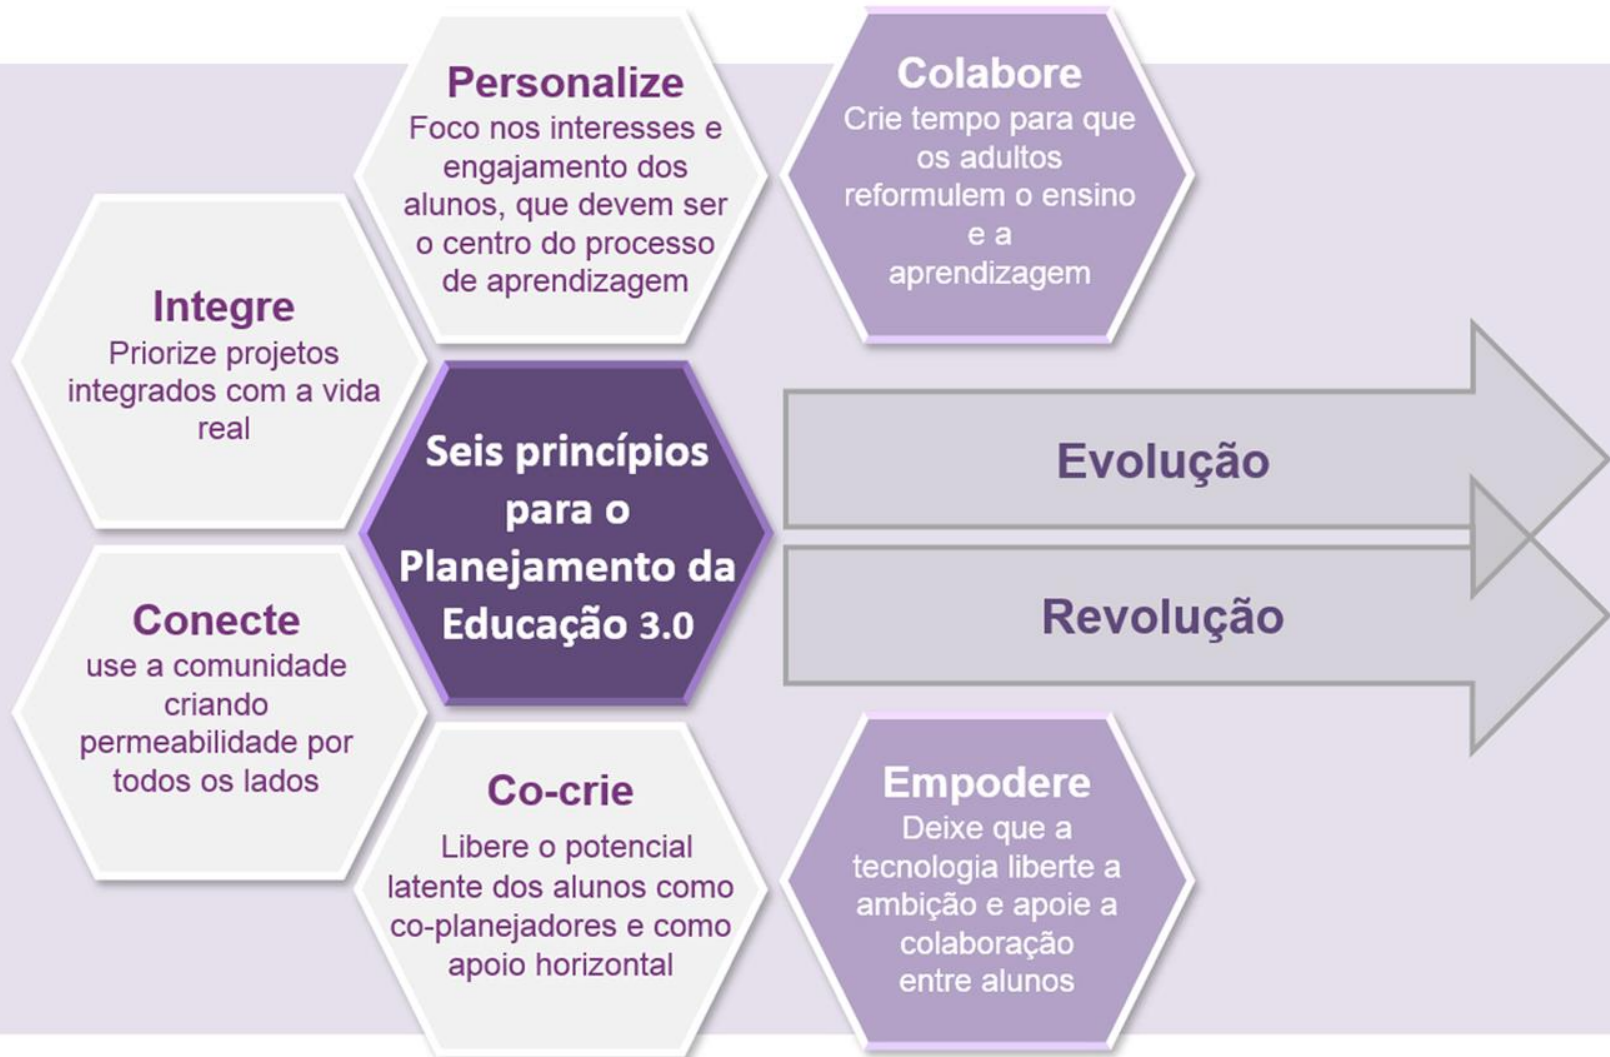 Personalize
Foco nos interesses e
engajamento dos
alunos, que devem ser
o centro do processo
de aprendizagem
Colabore
Crie tempo para que
os adultos
reformulem o ensino
e a
aprendizagem
Integre
Priorize projetos
integrados com a vida
real
Seis princípios
para o
Planejamento da
Educação 3.0
Evolução
Revolução
Conecte
use a comunidade
criando
permeabilidade por
todos os lados
Co-crie
Libere o potencial
latente dos alunos como
co-planejadores e como
apoio horizontal
Empodere
Deixe que a
tecnologia liberte a
ambição e apoie a
colaboração
entre alunos